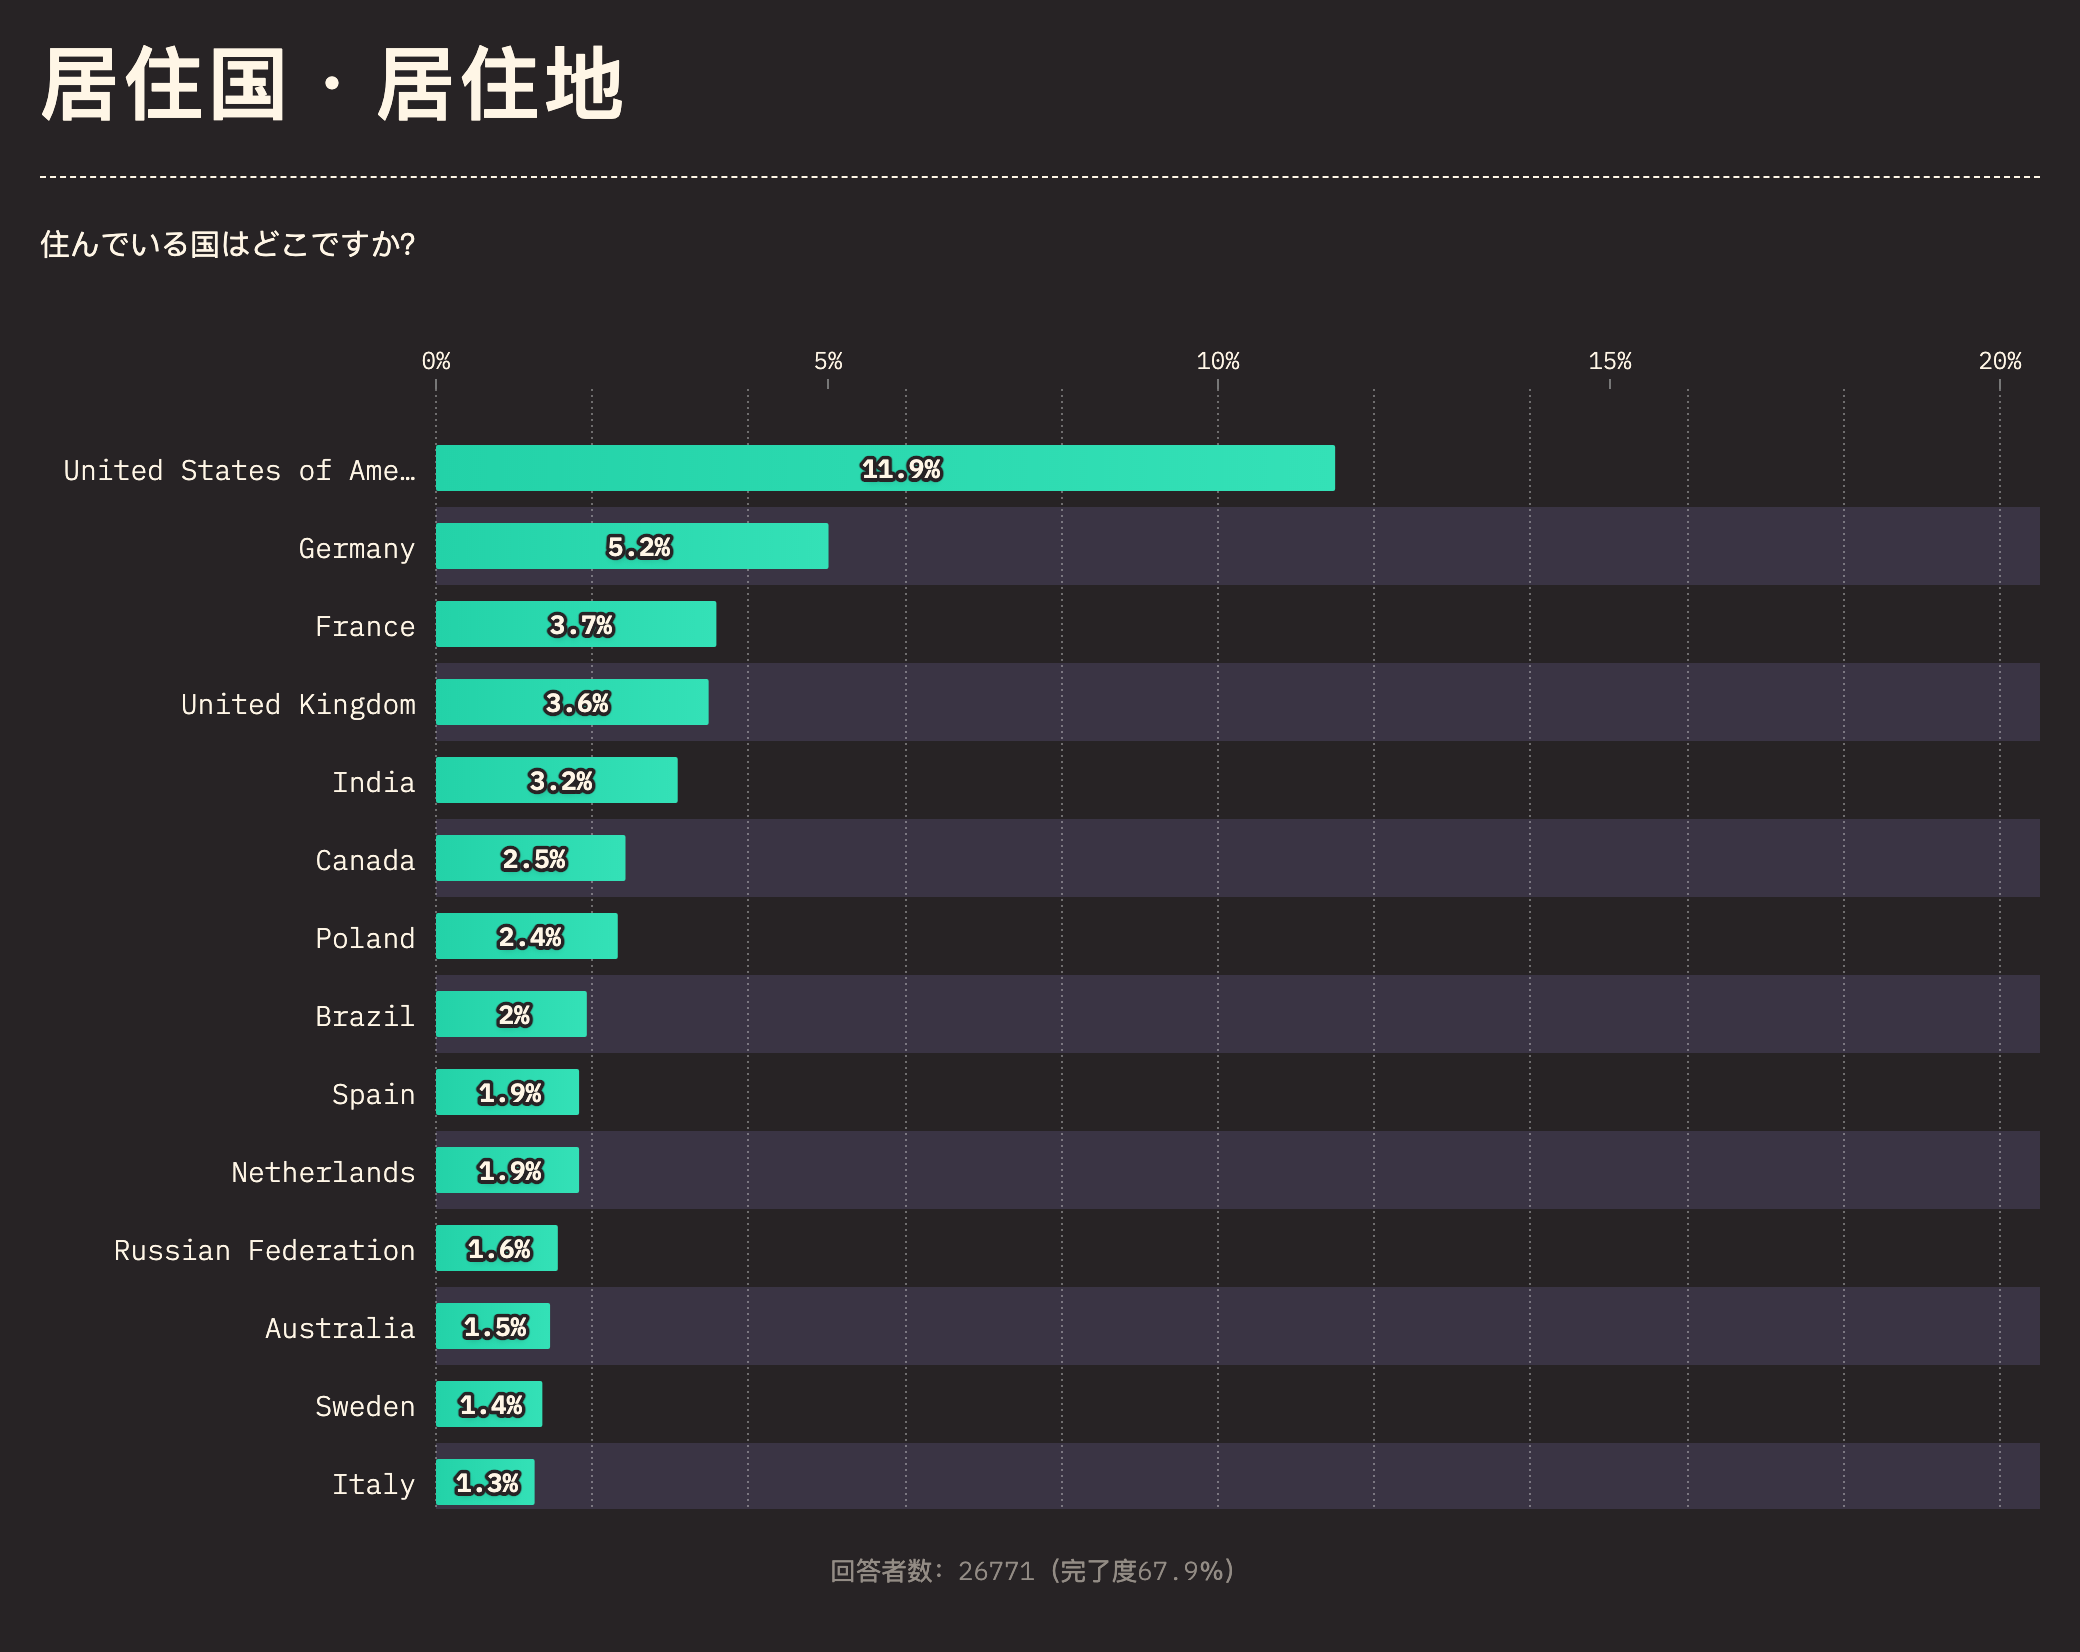 居住国・居住地
住んでいる国はどこですか?
0% 5% 10% 15% 20%
United States of Ame… 11.9%
Germany 5.2%
France 3.7%
United Kingdom 3.6%
India 3.2%
Canada 2.5%
Poland 2.4%
Brazil 2%
Spain 1.9%
Netherlands 1.9%
Russian Federation 1.6%
Australia 1.5%
Sweden 1.4%
Italy 1.3%
回答者数: 26771 (完了度67.9%)